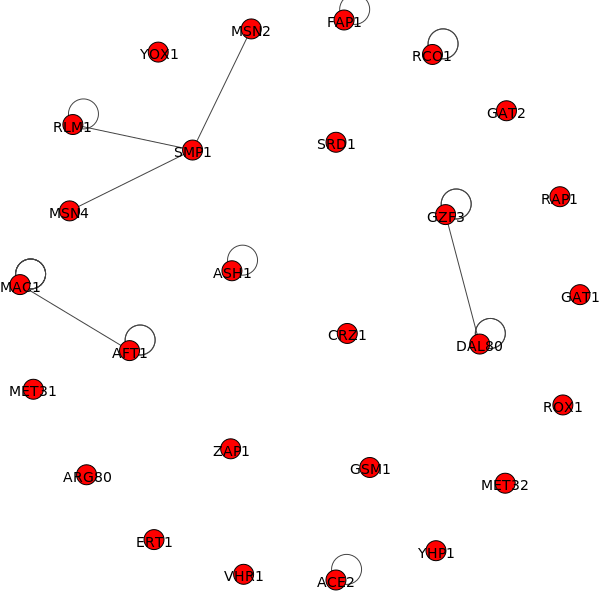 FAP1
MSN2
YOX1
RCO1
GAT2
RLM1
SRD1
SMP1
RAP1
MSN4
GZF3
ASH1
MAC1
GAT1
CRZ1
DAL80
AFT1
MET31
ROX1
ZAP1
GSM1
ARG80
MET32
ERT1
YHP1
VHR1
ACE2